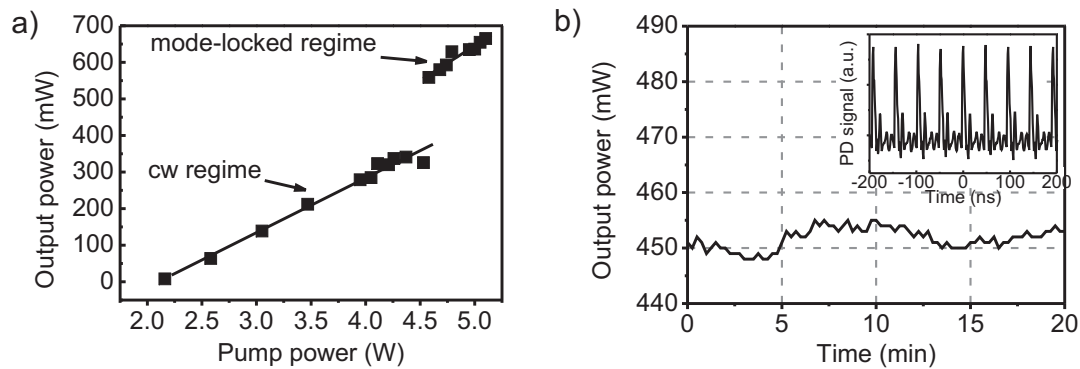 a)
Output power (mW)
700
600
500
400
300
200
100
0
mode-locked regime
cw regime
2.0 2.5 3.0 3.5 4.0 4.5 5.0
Pump power (W)
b)
Output power (mW)
490
480
470
460
450
440
PD signal (a.u.)
-200 -100 0 100 200
Time (ns)
0 5 10 15 20
Time (min)